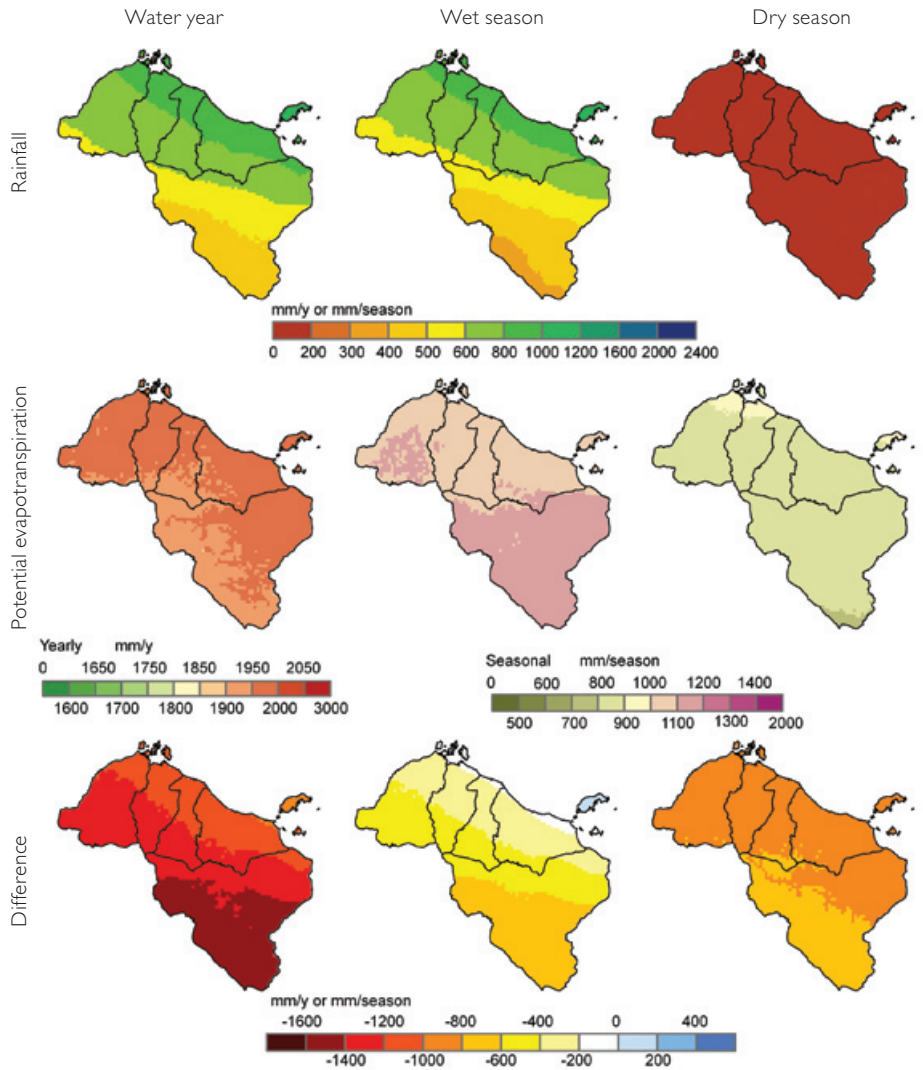 Water year Wet season Dry season
Rainfall
mm/y or mm/season
0 200 300 400 500 600 800 1000 1200 1600 2000 2400
Potential evapotranspiration
Yearly mm/y
0 1650 1750 1850 1950 2050
1600 1700 1800 1900 2000 3000
Seasonal mm/season
0 600 800 1000 1200 1400
500 700 900 1100 1300 2000
Difference
mm/y or mm/season
-1600 -1200 -800 -400 0 400
-1400 -1000 -600 -200 200